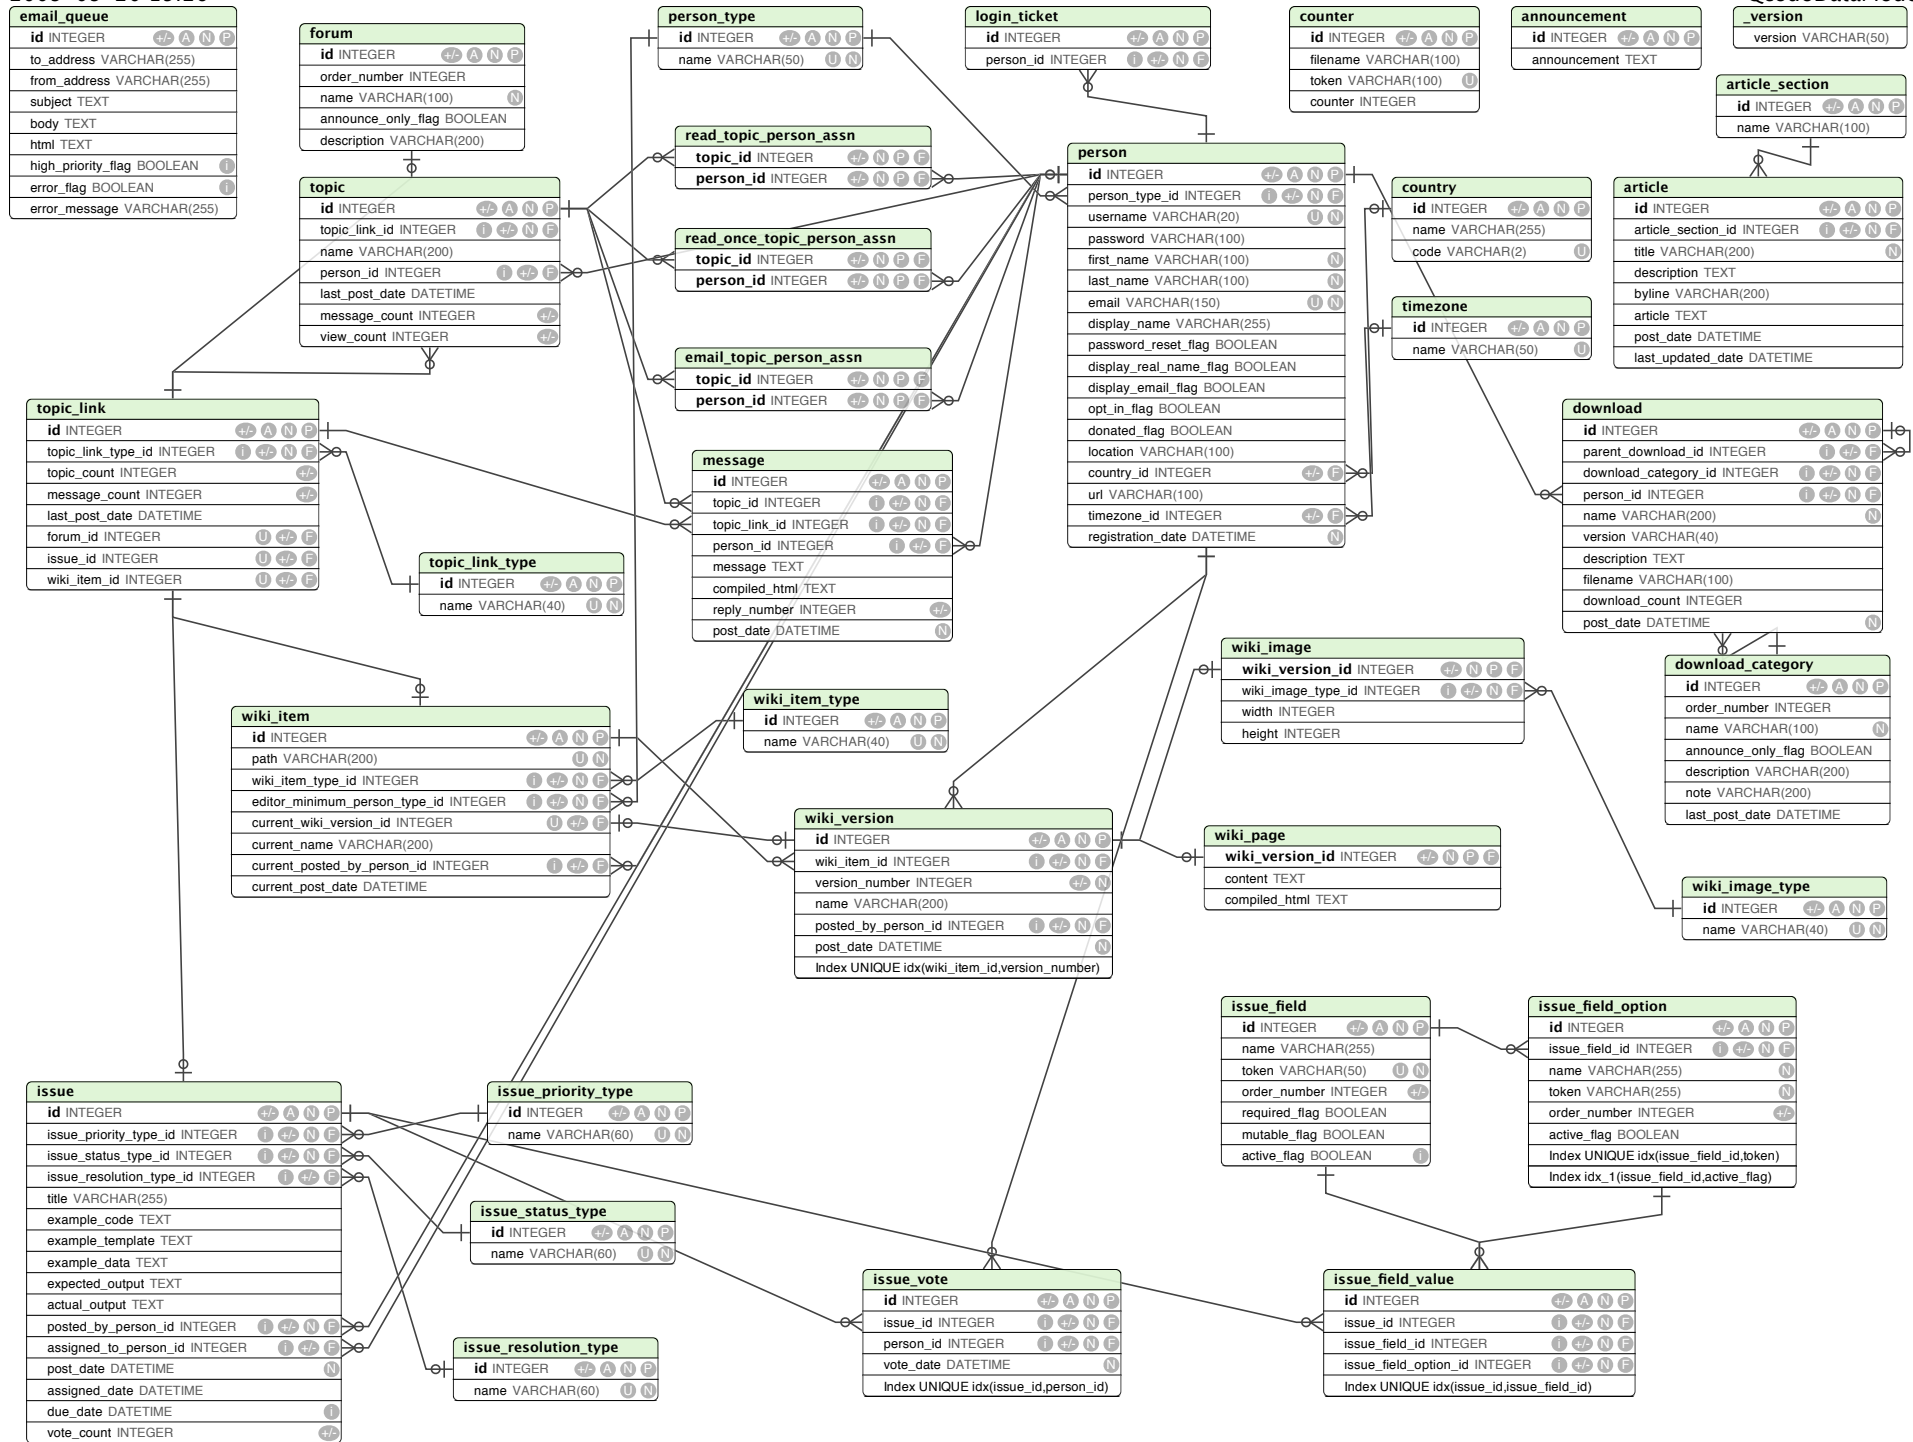 email_queue
id INTEGER +/- A N P
to_address VARCHAR(255)
from_address VARCHAR(255)
subject TEXT
body TEXT
html TEXT
high_priority_flag BOOLEAN i
error_flag BOOLEAN i
error_message VARCHAR(255)
forum
id INTEGER +/- A N P
order_number INTEGER
name VARCHAR(100) N
announce_only_flag BOOLEAN
description VARCHAR(200)
topic
id INTEGER +/- A N P
topic_link_id INTEGER i +/- N F
name VARCHAR(200)
person_id INTEGER i +/- F
last_post_date DATETIME
message_count INTEGER +/-
view_count INTEGER +/-
person_type
id INTEGER +/- A N P
name VARCHAR(50) U N
read_topic_person_assn
topic_id INTEGER +/- N P F
person_id INTEGER +/- N P F
read_once_topic_person_assn
topic_id INTEGER +/- N P F
person_id INTEGER +/- N P F
email_topic_person_assn
topic_id INTEGER +/- N P F
person_id INTEGER +/- N P F
message
id INTEGER +/- A N P
topic_id INTEGER i +/- N F
topic_link_id INTEGER i +/- N F
person_id INTEGER i +/- F
message TEXT
compiled_html TEXT
reply_number INTEGER +/-
post_date DATETIME N
login_ticket
id INTEGER +/- A N P
person_id INTEGER i +/- N F
person
id INTEGER +/- A N P
person_type_id INTEGER i +/- N F
username VARCHAR(20) U N
password VARCHAR(100)
first_name VARCHAR(100) N
last_name VARCHAR(100) N
email VARCHAR(150) U N
display_name VARCHAR(255)
password_reset_flag BOOLEAN
display_real_name_flag BOOLEAN
display_email_flag BOOLEAN
opt_in_flag BOOLEAN
donated_flag BOOLEAN
location VARCHAR(100)
country_id INTEGER +/- F
url VARCHAR(100)
timezone_id INTEGER +/- F
registration_date DATETIME N
counter
id INTEGER +/- A N P
filename VARCHAR(100)
token VARCHAR(100) U
counter INTEGER
announcement
id INTEGER +/- A N P
announcement TEXT
_version
version VARCHAR(50)
article_section
id INTEGER +/- A N P
name VARCHAR(100)
country
id INTEGER +/- A N P
name VARCHAR(255)
code VARCHAR(2) U
timezone
id INTEGER +/- A N P
name VARCHAR(50) U
article
id INTEGER +/- A N P
article_section_id INTEGER i +/- N F
title VARCHAR(200) N
description TEXT
byline VARCHAR(200)
article TEXT
post_date DATETIME
last_updated_date DATETIME
download
id INTEGER +/- A N P
parent_download_id INTEGER i +/- F
download_category_id INTEGER i +/- N F
person_id INTEGER i +/- N F
name VARCHAR(200) N
version VARCHAR(40)
description TEXT
filename VARCHAR(100)
download_count INTEGER
post_date DATETIME N
download_category
id INTEGER +/- A N P
order_number INTEGER
name VARCHAR(100) N
announce_only_flag BOOLEAN
description VARCHAR(200)
note VARCHAR(200)
last_post_date DATETIME
topic_link
id INTEGER +/- A N P
topic_link_type_id INTEGER i +/- N F
topic_count INTEGER +/-
message_count INTEGER +/-
last_post_date DATETIME
forum_id INTEGER U +/- F
issue_id INTEGER U +/- F
wiki_item_id INTEGER U +/- F
topic_link_type
id INTEGER +/- A N P
name VARCHAR(40) U N
wiki_item
id INTEGER +/- A N P
path VARCHAR(200) U N
wiki_item_type_id INTEGER i +/- N F
editor_minimum_person_type_id INTEGER i +/- N F
current_wiki_version_id INTEGER U +/- F
current_name VARCHAR(200)
current_posted_by_person_id INTEGER i +/- F
current_post_date DATETIME
wiki_item_type
id INTEGER +/- A N P
name VARCHAR(40) U N
wiki_version
id INTEGER +/- A N P
wiki_item_id INTEGER i +/- N F
version_number INTEGER +/- N
name VARCHAR(200)
posted_by_person_id INTEGER i +/- N F
post_date DATETIME N
Index UNIQUE idx(wiki_item_id,version_number)
wiki_image
wiki_version_id INTEGER +/- N P F
wiki_image_type_id INTEGER i +/- N F
width INTEGER
height INTEGER
wiki_page
wiki_version_id INTEGER +/- N P F
content TEXT
compiled_html TEXT
wiki_image_type
id INTEGER +/- A N P
name VARCHAR(40) U N
issue
id INTEGER +/- A N P
issue_priority_type_id INTEGER i +/- N F
issue_status_type_id INTEGER i +/- N F
issue_resolution_type_id INTEGER i +/- F
title VARCHAR(255)
example_code TEXT
example_template TEXT
example_data TEXT
expected_output TEXT
actual_output TEXT
posted_by_person_id INTEGER i +/- N F
assigned_to_person_id INTEGER i +/- F
post_date DATETIME N
assigned_date DATETIME
due_date DATETIME i
vote_count INTEGER +/-
issue_priority_type
id INTEGER +/- A N P
name VARCHAR(60) U N
issue_status_type
id INTEGER +/- A N P
name VARCHAR(60) U N
issue_resolution_type
id INTEGER +/- A N P
name VARCHAR(60) U N
issue_vote
id INTEGER +/- A N P
issue_id INTEGER i +/- N F
person_id INTEGER i +/- N F
vote_date DATETIME N
Index UNIQUE idx(issue_id,person_id)
issue_field
id INTEGER +/- A N P
name VARCHAR(255)
token VARCHAR(50) U N
order_number INTEGER +/-
required_flag BOOLEAN
mutable_flag BOOLEAN
active_flag BOOLEAN i
issue_field_option
id INTEGER +/- A N P
issue_field_id INTEGER i +/- N F
name VARCHAR(255) N
token VARCHAR(255) N
order_number INTEGER +/-
active_flag BOOLEAN
Index UNIQUE idx(issue_field_id,token)
Index idx_1(issue_field_id,active_flag)
issue_field_value
id INTEGER +/- A N P
issue_id INTEGER i +/- N F
issue_field_id INTEGER i +/- N F
issue_field_option_id INTEGER i +/- N F
Index UNIQUE idx(issue_id,issue_field_id)